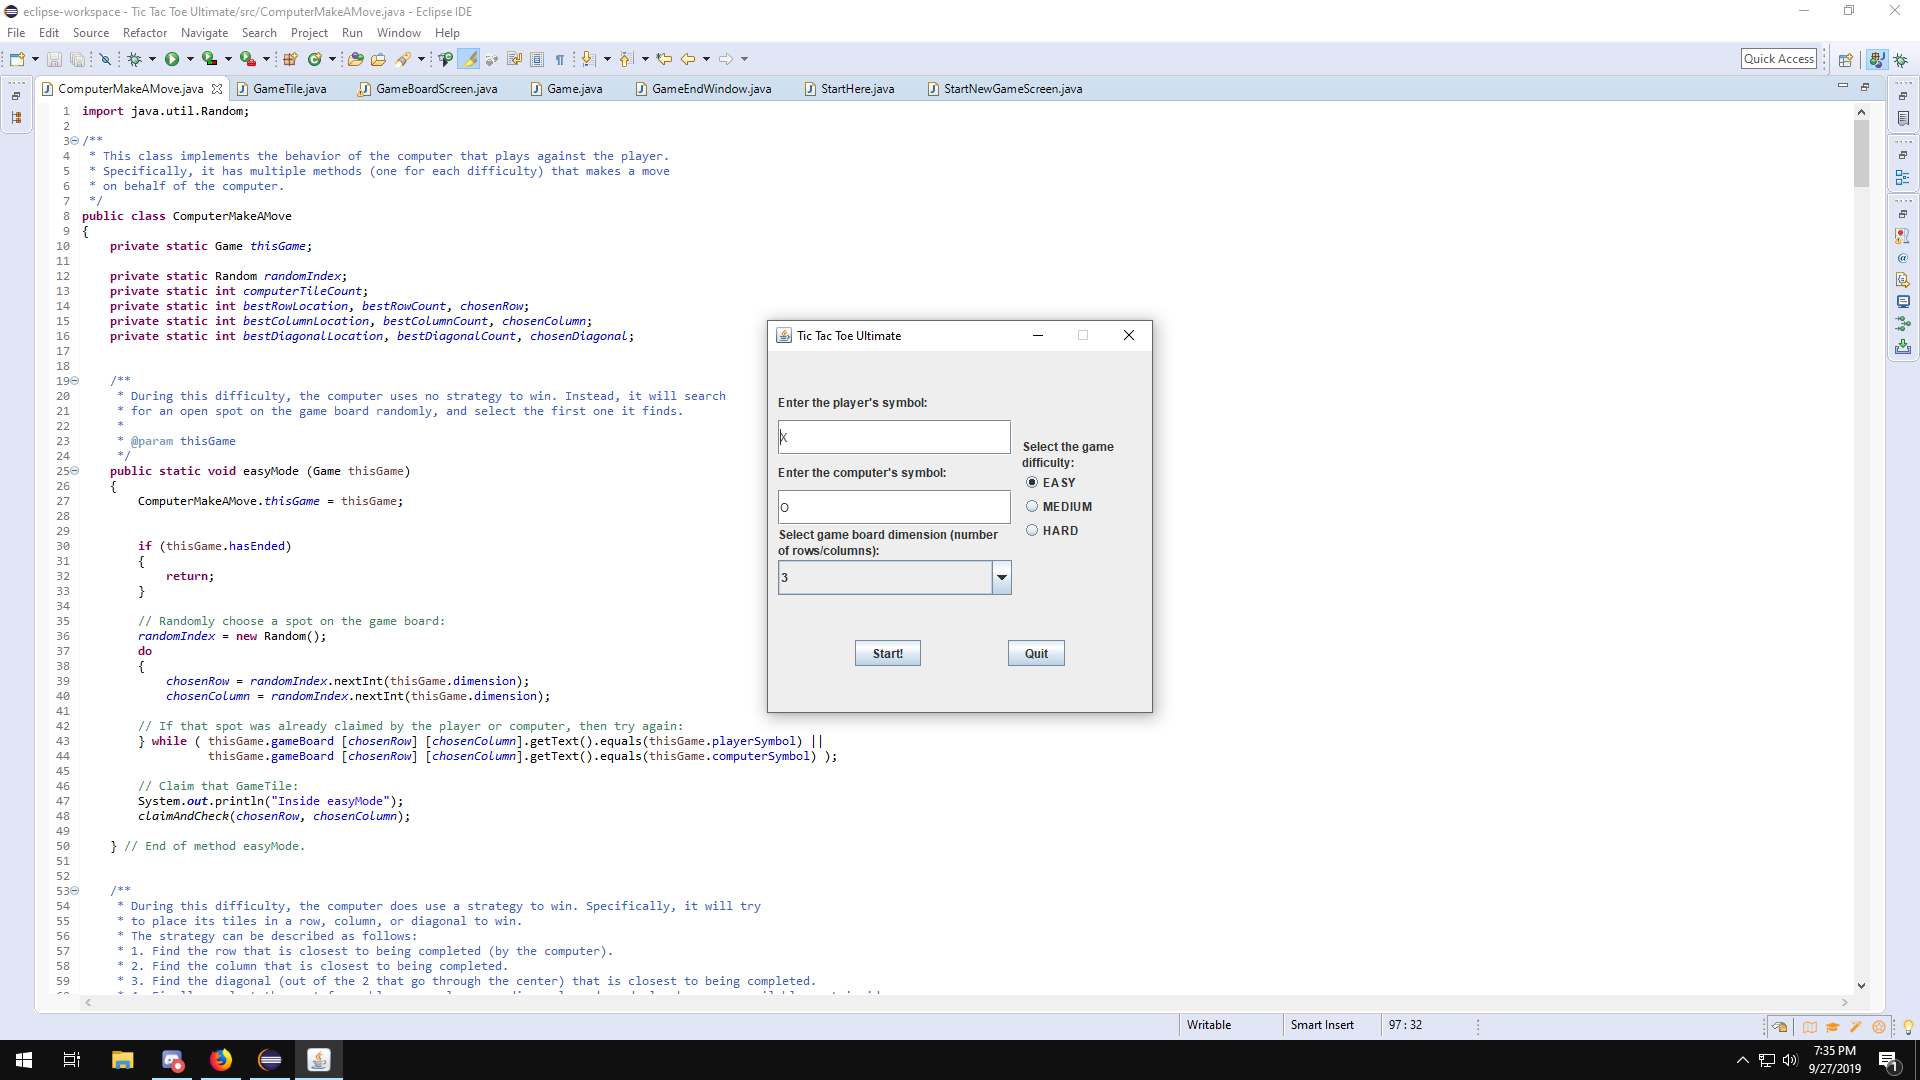 eclipse-workspace - Tic Tac Toe Ultimate/src/ComputerMakeAMove.java - Eclipse IDE
File Edit Source Refactor Navigate Search Project Run Window Help
Quick Access
ComputerMakeAMove.java GameTile.java GameBoardScreen.java Game.java GameEndWindow.java StartHere.java StartNewGameScreen.java
1 import java.util.Random;
2
3 /**
4 * This class implements the behavior of the computer that plays against the player.
5 * Specifically, it has multiple methods (one for each difficulty) that makes a move
6 * on behalf of the computer.
7 */
8 public class ComputerMakeAMove
9 {
10 private static Game thisGame;
11
12 private static Random randomIndex;
13 private static int computerTileCount;
14 private static int bestRowLocation, bestRowCount, chosenRow;
15 private static int bestColumnLocation, bestColumnCount, chosenColumn;
16 private static int bestDiagonalLocation, bestDiagonalCount, chosenDiagonal;
17
18
19 /**
20 * During this difficulty, the computer uses no strategy to win. Instead, it will search
21 * for an open spot on the game board randomly, and select the first one it finds.
22 *
23 * @param thisGame
24 */
25 public static void easyMode (Game thisGame)
26 {
27 ComputerMakeAMove.thisGame = thisGame;
28
29
30 if (thisGame.hasEnded)
31 {
32 return;
33 }
34
35 // Randomly choose a spot on the game board:
36 randomIndex = new Random();
37 do
38 {
39 chosenRow = randomIndex.nextInt(thisGame.dimension);
40 chosenColumn = randomIndex.nextInt(thisGame.dimension);
41
42 // If that spot was already claimed by the player or computer, then try again:
43 } while ( thisGame.gameBoard [chosenRow] [chosenColumn].getText().equals(thisGame.playerSymbol) ||
44 thisGame.gameBoard [chosenRow] [chosenColumn].getText().equals(thisGame.computerSymbol) );
45
46 // Claim that GameTile:
47 System.out.println("Inside easyMode");
48 claimAndCheck(chosenRow, chosenColumn);
49
50 } // End of method easyMode.
51
52
53 /**
54 * During this difficulty, the computer does use a strategy to win. Specifically, it will try
55 * to place its tiles in a row, column, or diagonal to win.
56 * The strategy can be described as follows:
57 * 1. Find the row that is closest to being completed (by the computer).
58 * 2. Find the column that is closest to being completed.
59 * 3. Find the diagonal (out of the 2 that go through the center) that is closest to being completed.
Tic Tac Toe Ultimate
Enter the player's symbol:
X
Enter the computer's symbol:
O
Select game board dimension (number
of rows/columns):
3
Select the game
difficulty:
EASY
MEDIUM
HARD
Start! Quit
Writable Smart Insert 97 : 32
7:35 PM
9/27/2019
1